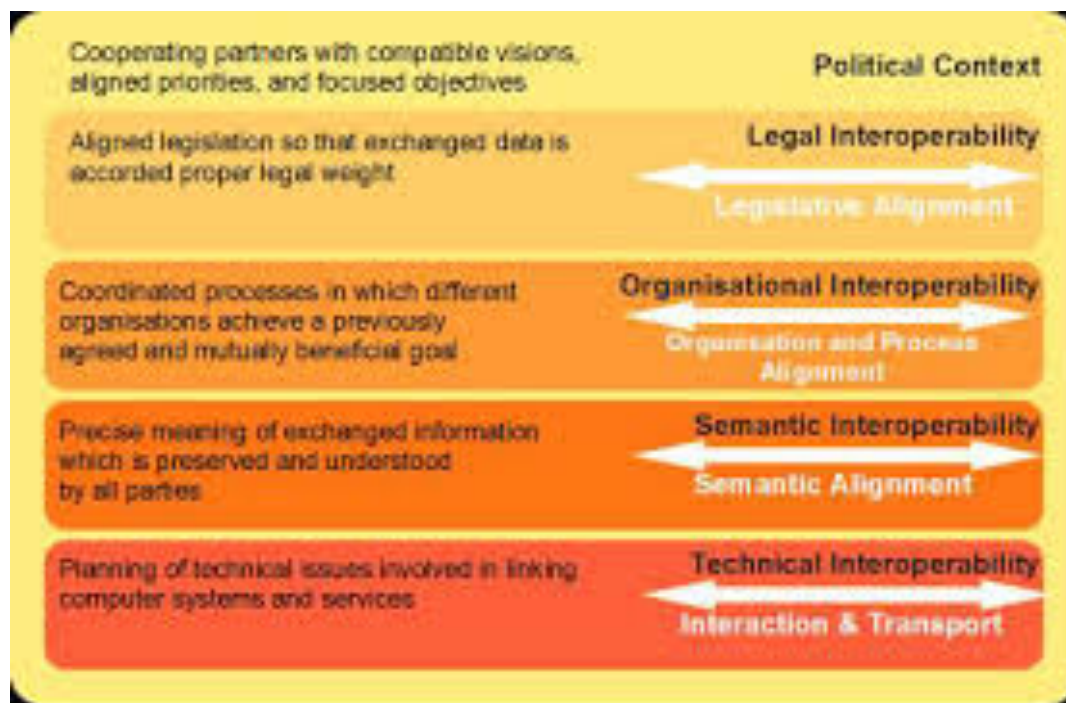 Cooperating partners with compatible visions,
aligned priorities, and focused objectives
Political Context
Aligned legislation so that exchanged data is
accorded proper legal weight
Legal Interoperability
Legislative Alignment
Coordinated processes in which different
organisations achieve a previously
agreed and mutually beneficial goal
Organisational Interoperability
Organisation and Process
Alignment
Precise meaning of exchanged information
which is preserved and understood
by all parties
Semantic Interoperability
Semantic Alignment
Planning of technical issues involved in linking
computer systems and services
Technical Interoperability
Interaction & Transport